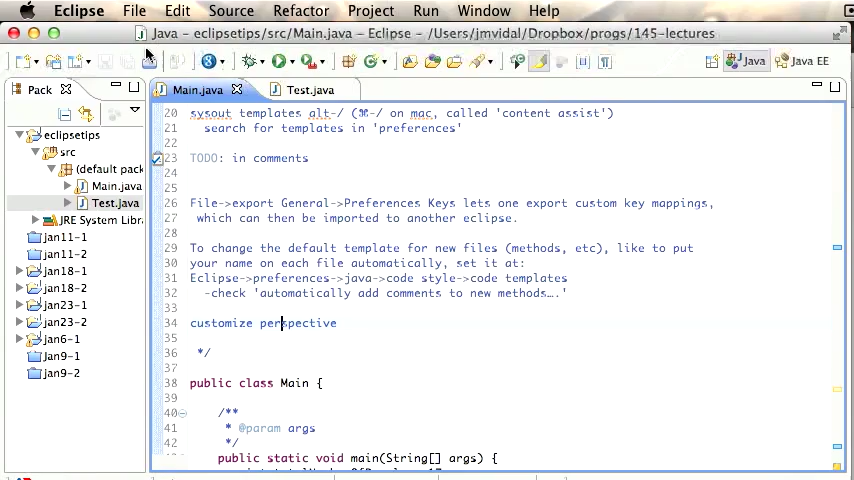 Eclipse File Edit Source Refactor Project Run Window Help
Java - eclipsetips/src/Main.java - Eclipse - /Users/jmvidal/Dropbox/progs/145-lectures
Java Java EE
Pack Main.java Test.java
eclipsetips
src
(default pack
Main.java
Test.java
JRE System Libr
jan11-1
jan11-2
jan18-1
jan18-2
jan23-1
jan23-2
jan6-1
Jan9-1
jan9-2
20 sysout templates alt-/ (⌘-/ on mac, called 'content assist')
21 search for templates in 'preferences'
22
23 TODO: in comments
24
25
26 File->export General->Preferences Keys lets one export custom key mappings,
27 which can then be imported to another eclipse.
28
29 To change the default template for new files (methods, etc), like to put
30 your name on each file automatically, set it at:
31 Eclipse->preferences->java->code style->code templates
32 -check 'automatically add comments to new methods….'
33
34 customize perspective
35
36 */
37
38 public class Main {
39
40 /**
41 * @param args
42 */
public static void main(String[] args) {